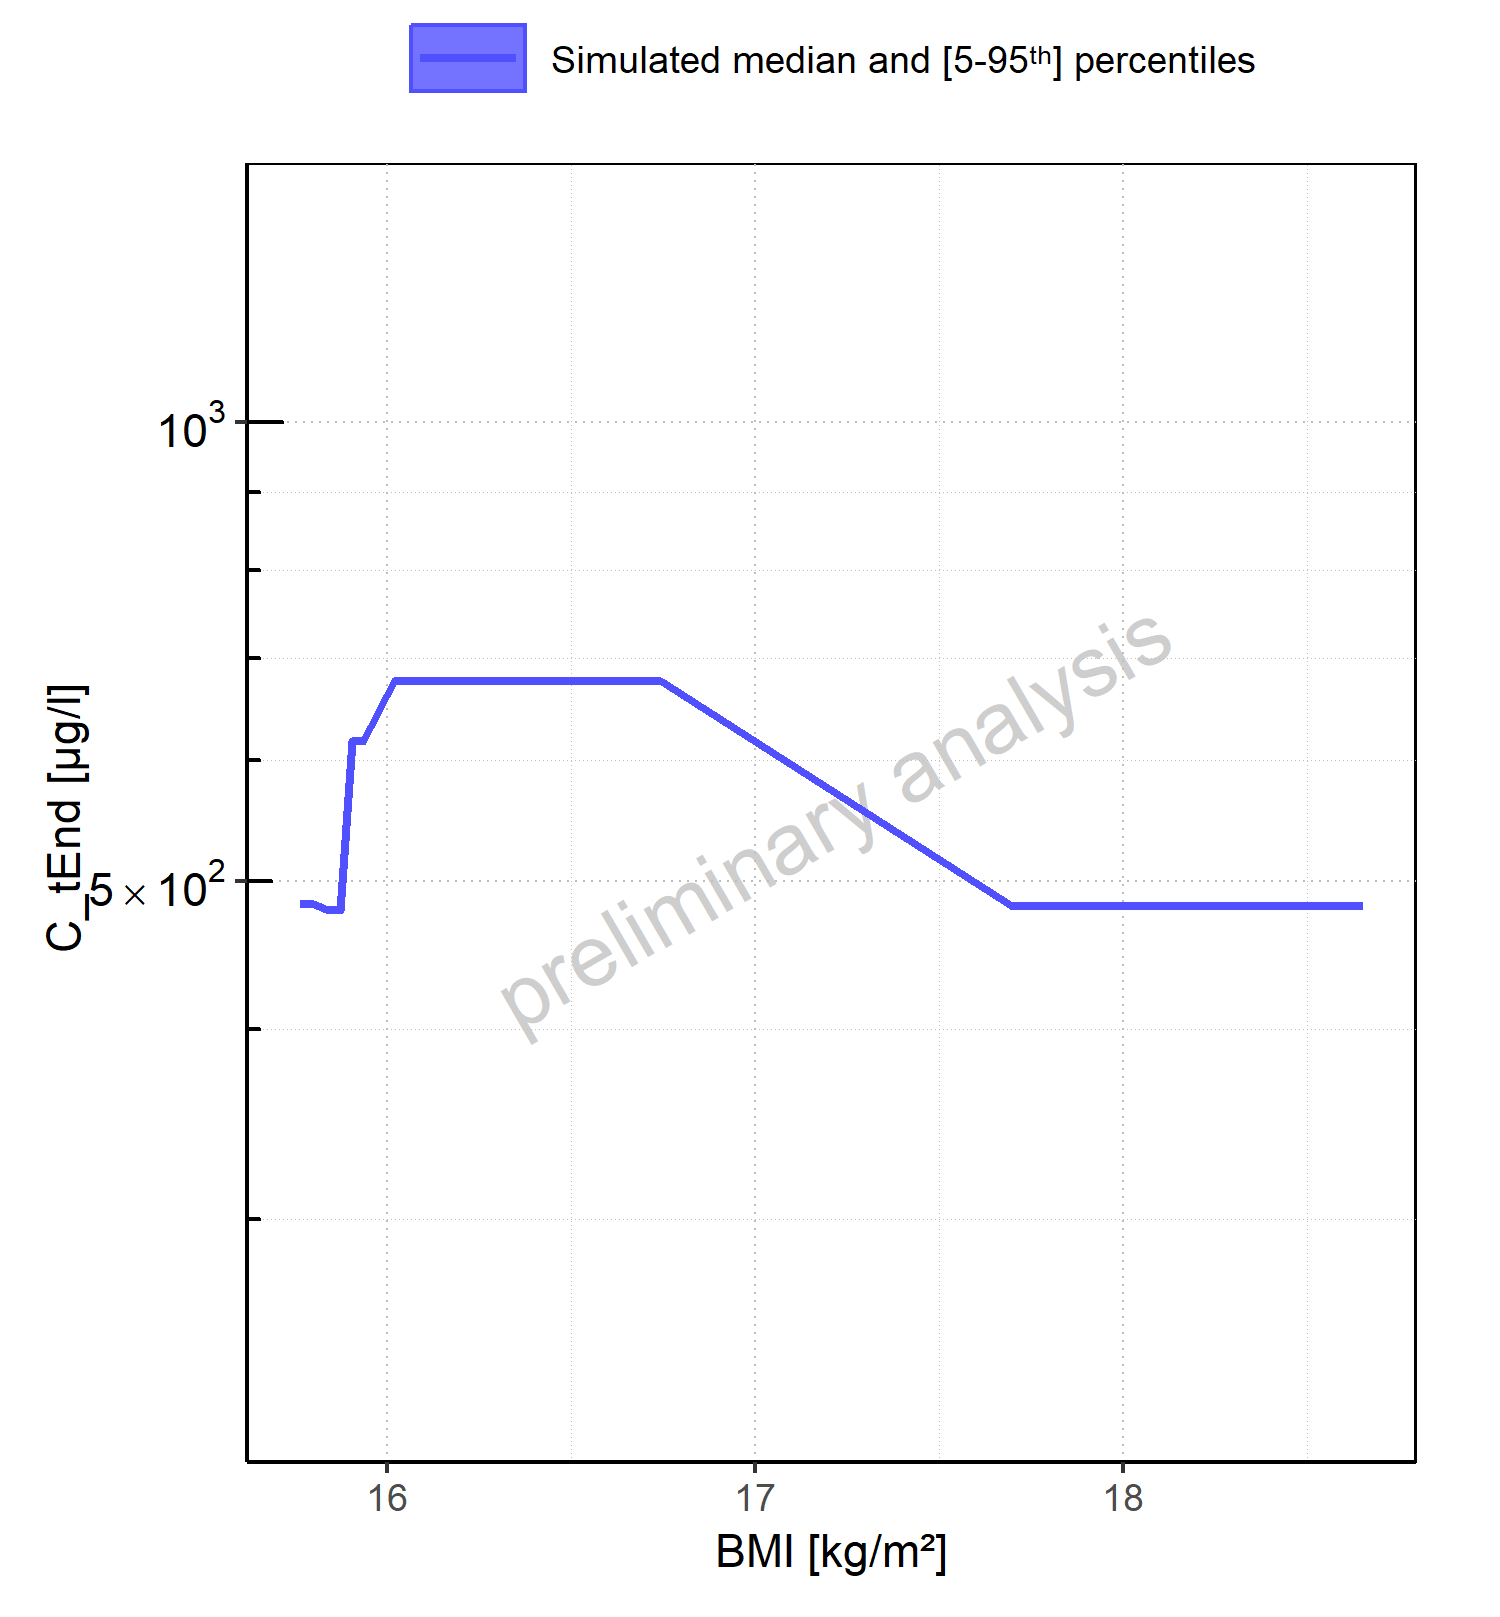 Simulated median and [5-95ᵗʰ] percentiles
10³
5 × 10²
C_tEnd [µg/l]
preliminary analysis
16 17 18
BMI [kg/m²]